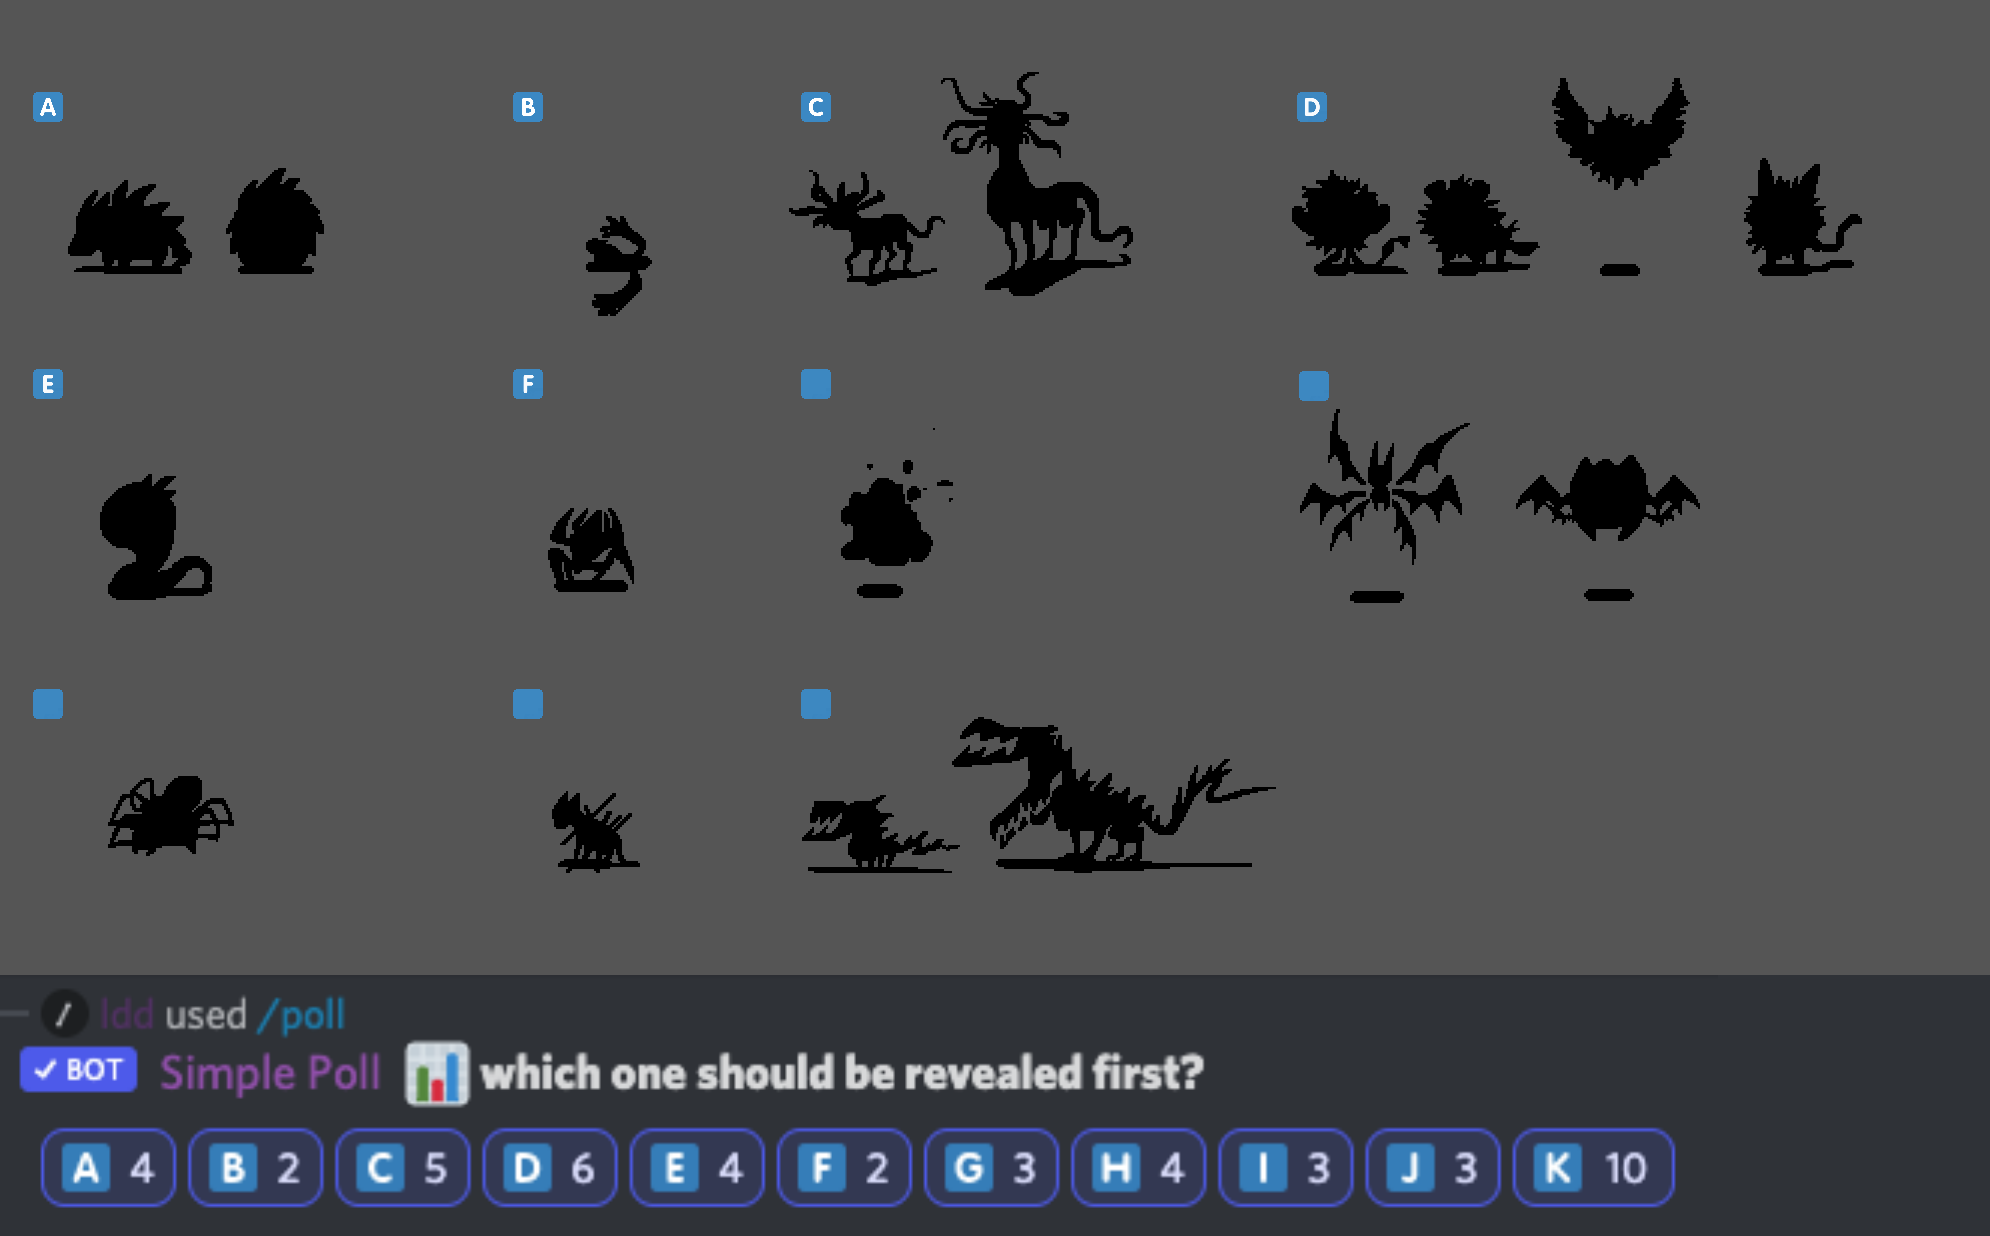 A B C D
E F
/ ldd used /poll
✓ BOT Simple Poll 📊 which one should be revealed first?
A 4 B 2 C 5 D 6 E 4 F 2 G 3 H 4 I 3 J 3 K 10